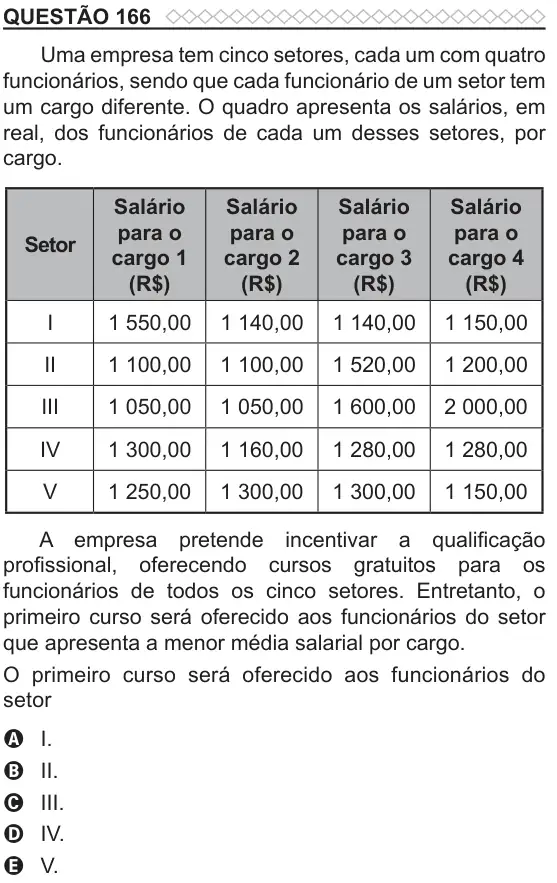 QUESTÃO 166
Uma empresa tem cinco setores, cada um com quatro
funcionários, sendo que cada funcionário de um setor tem
um cargo diferente. O quadro apresenta os salários, em
real, dos funcionários de cada um desses setores, por
cargo.
Setor Salário para o cargo 1 (R$) Salário para o cargo 2 (R$) Salário para o cargo 3 (R$) Salário para o cargo 4 (R$)
I 1 550,00 1 140,00 1 140,00 1 150,00
II 1 100,00 1 100,00 1 520,00 1 200,00
III 1 050,00 1 050,00 1 600,00 2 000,00
IV 1 300,00 1 160,00 1 280,00 1 280,00
V 1 250,00 1 300,00 1 300,00 1 150,00
A empresa pretende incentivar a qualificação
profissional, oferecendo cursos gratuitos para os
funcionários de todos os cinco setores. Entretanto, o
primeiro curso será oferecido aos funcionários do setor
que apresenta a menor média salarial por cargo.
O primeiro curso será oferecido aos funcionários do
setor
A I.
B II.
C III.
D IV.
E V.